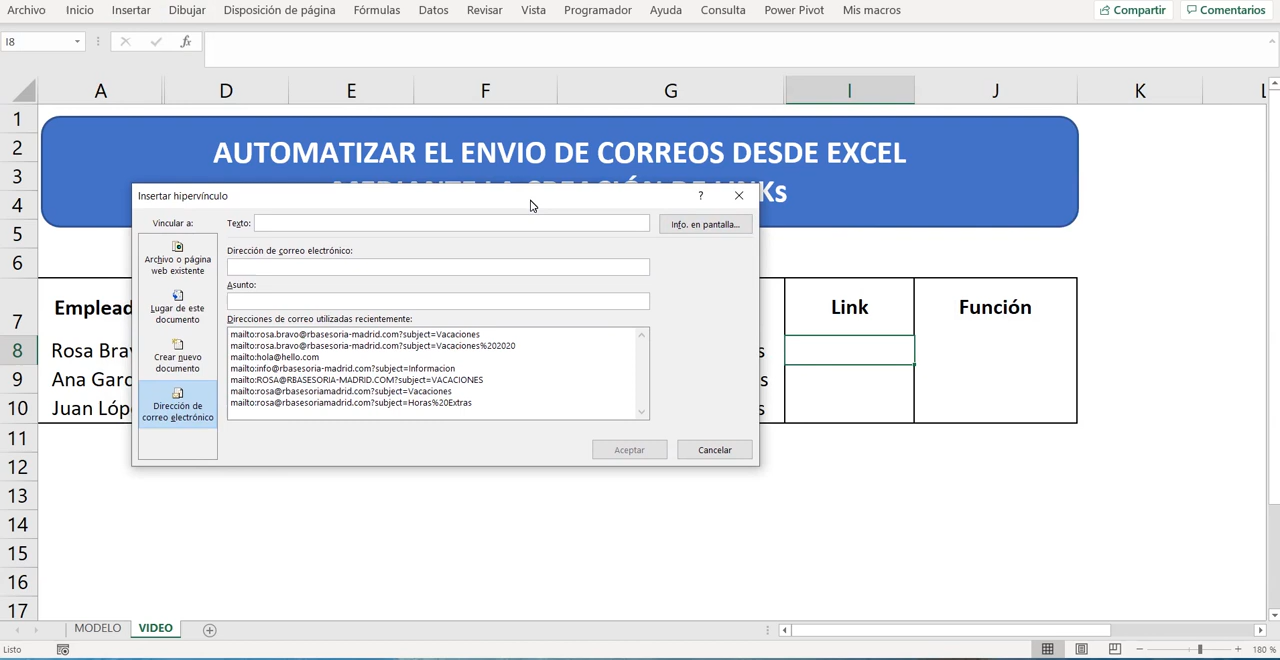 Archivo Inicio Insertar Dibujar Disposición de página Fórmulas Datos Revisar Vista Programador Ayuda Consulta Power Pivot Mis macros Compartir Comentarios
I8 fx
A D E F G I J K L
1
2 AUTOMATIZAR EL ENVIO DE CORREOS DESDE EXCEL
3
4 MEDIANTE LA CREACIÓN DE LINKs
5
6
7 Emplead Link Función
8 Rosa Brav s
9 Ana Garc s
10 Juan Lópe s
11
12
13
14
15
16
17
Insertar hipervínculo ?
Vincular a: Texto: Info. en pantalla...
Archivo o página
web existente
Lugar de este
documento
Crear nuevo
documento
Dirección de
correo electrónico
Dirección de correo electrónico:
Asunto:
Direcciones de correo utilizadas recientemente:
mailto:rosa.bravo@rbasesoria-madrid.com?subject=Vacaciones
mailto:rosa.bravo@rbasesoria-madrid.com?subject=Vacaciones%202020
mailto:hola@hello.com
mailto:info@rbasesoria-madrid.com?subject=Informacion
mailto:ROSA@RBASESORIA-MADRID.COM?subject=VACACIONES
mailto:rosa@rbasesoriamadrid.com?subject=Vacaciones
mailto:rosa@rbasesoriamadrid.com?subject=Horas%20Extras
Aceptar Cancelar
MODELO VIDEO
Listo 180 %